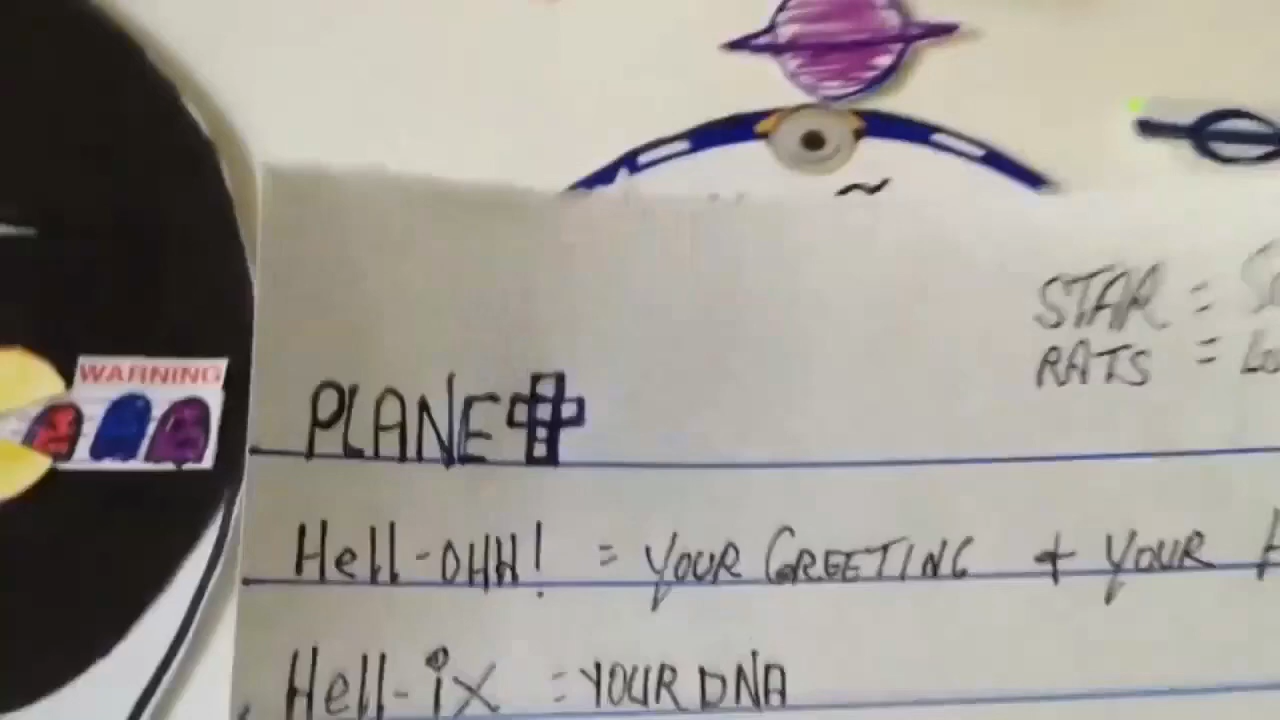 WARNING
STAR =
RATS =
PLANET
Hell-OHH! = YOUR GREETING + YOUR
Hell-ix = YOUR DNA